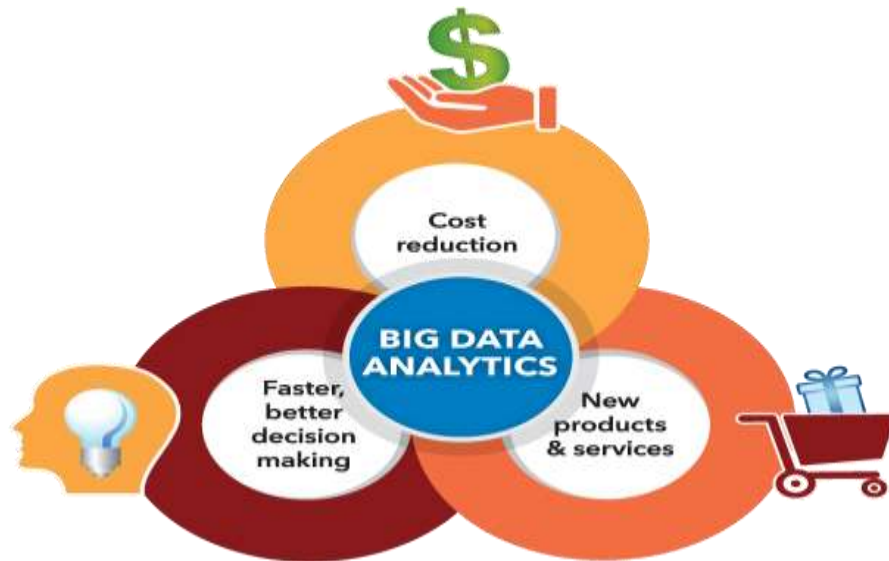 $
Cost
reduction
BIG DATA
ANALYTICS
Faster,
better
decision
making
New
products
& services